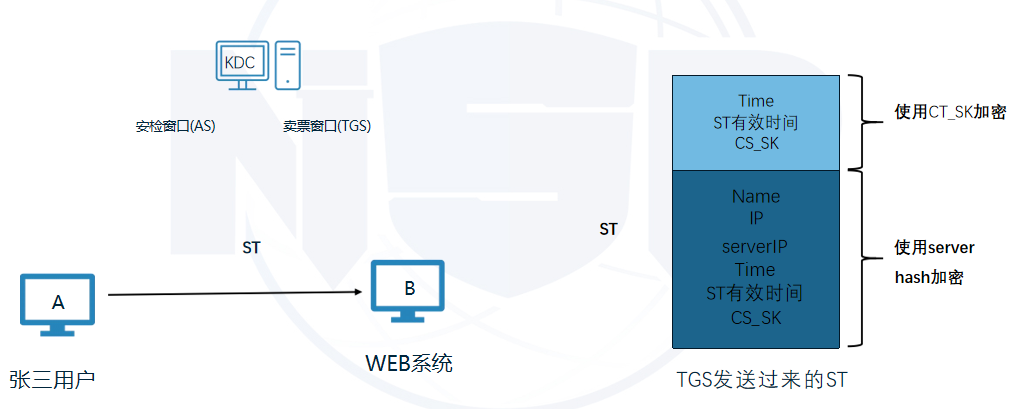 KDC
安检窗口(AS)
卖票窗口(TGS)
ST
A
B
张三用户
WEB系统
ST
Time
ST有效时间
CS_SK
使用CT_SK加密
Name
IP
serverIP
Time
ST有效时间
CS_SK
使用server
hash加密
TGS发送过来的ST